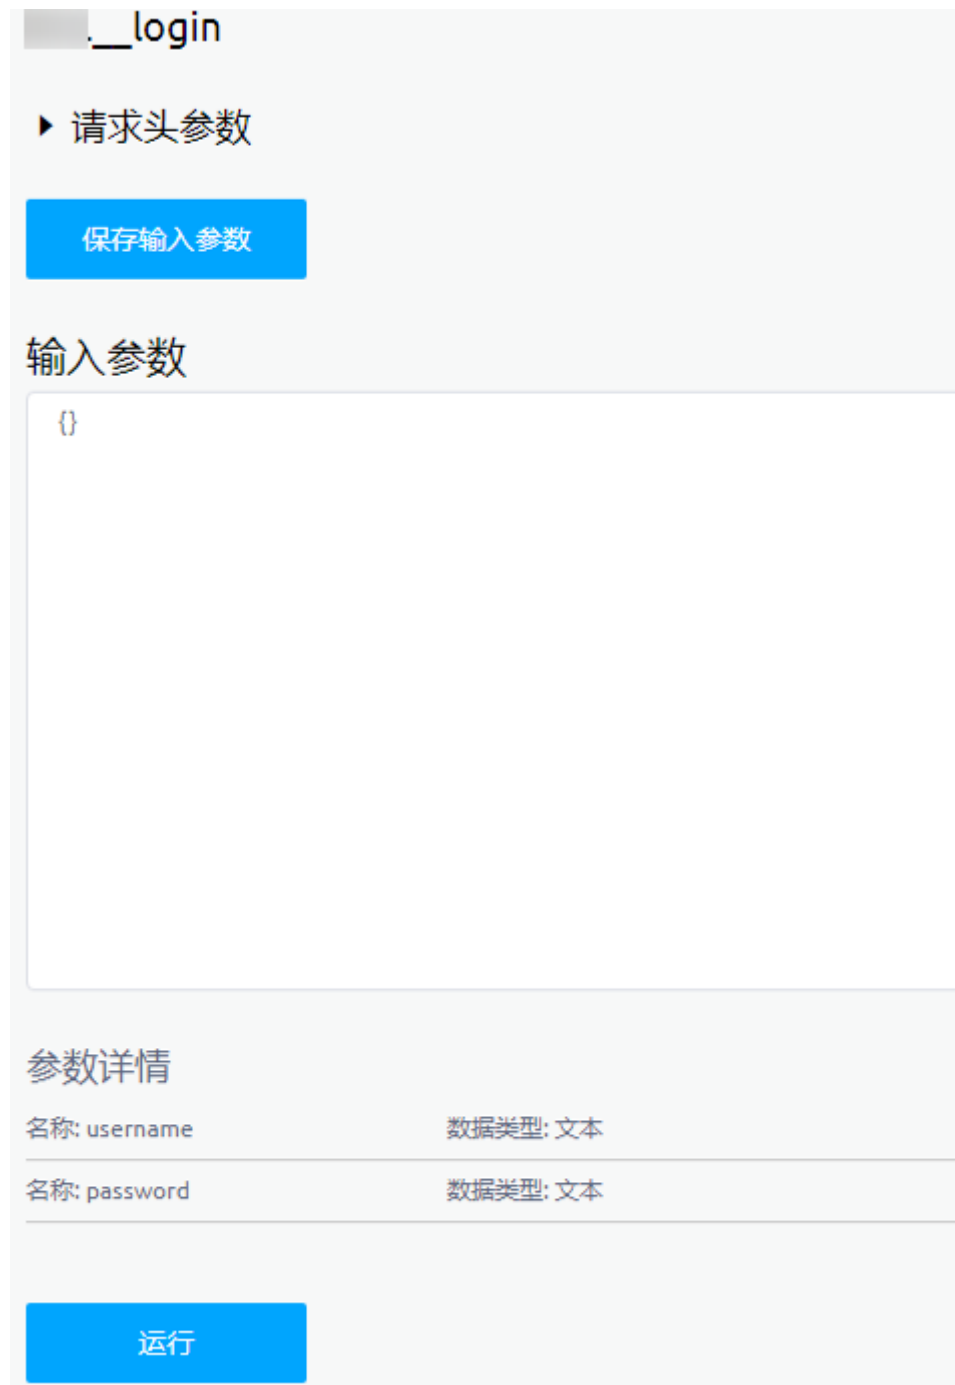 .__login
请求头参数
保存输入参数
输入参数
{}
参数详情
名称: username 数据类型: 文本
名称: password 数据类型: 文本
运行